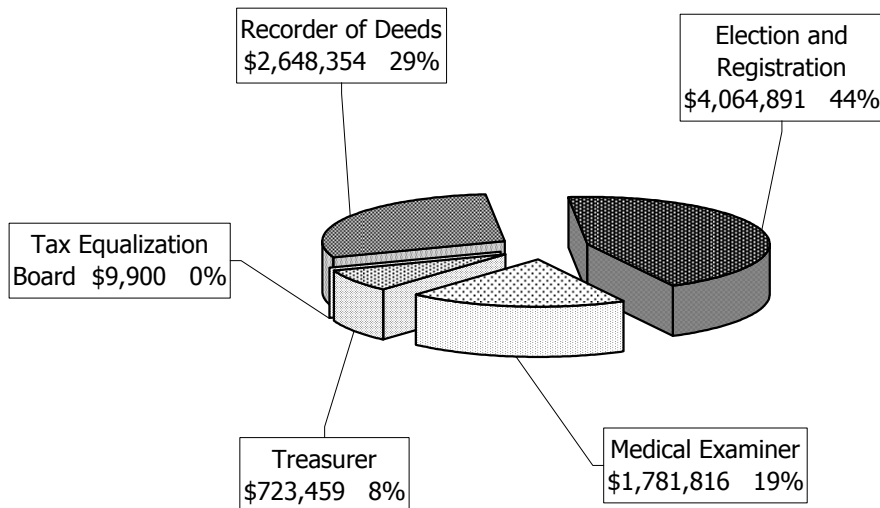 Recorder of Deeds
$2,648,354 29%
Election and
Registration
$4,064,891 44%
Tax Equalization
Board $9,900 0%
Treasurer
$723,459 8%
Medical Examiner
$1,781,816 19%